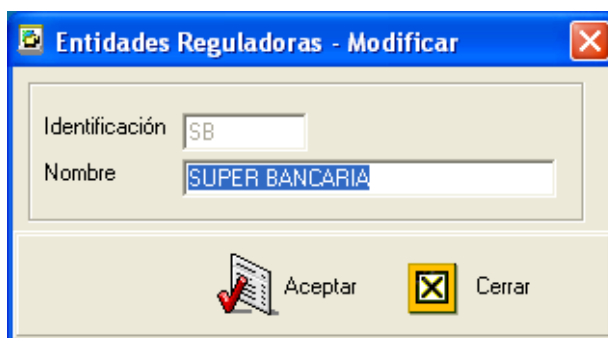 Entidades Reguladoras - Modificar
Identificación SB
Nombre SUPER BANCARIA
Aceptar Cerrar